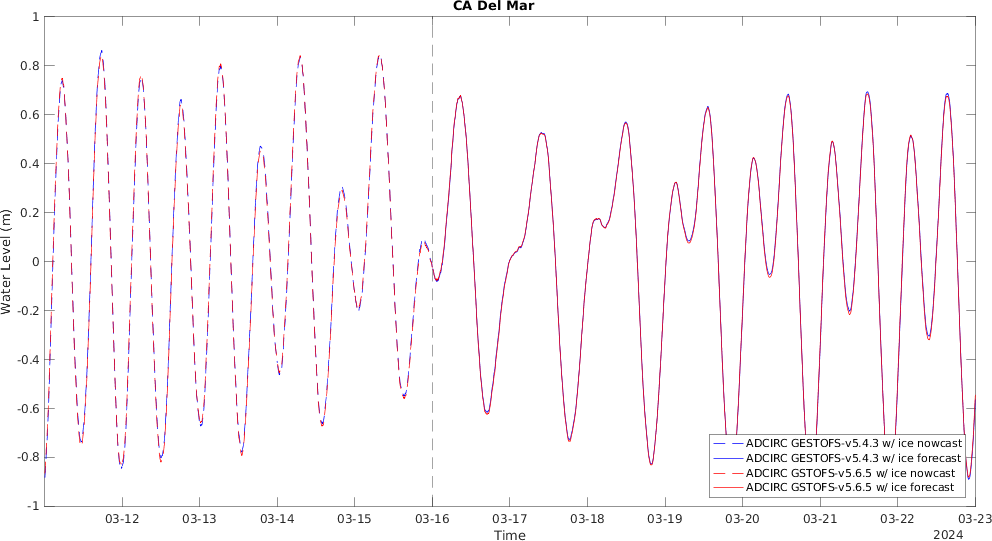 CA Del Mar
1
0.8
0.6
0.4
0.2
0
-0.2
-0.4
-0.6
-0.8
-1
Water Level (m)
ADCIRC GESTOFS-v5.4.3 w/ ice nowcast
ADCIRC GESTOFS-v5.4.3 w/ ice forecast
ADCIRC GSTOFS-v5.6.5 w/ ice nowcast
ADCIRC GSTOFS-v5.6.5 w/ ice forecast
03-12 03-13 03-14 03-15 03-16 03-17 03-18 03-19 03-20 03-21 03-22 03-23
Time
2024